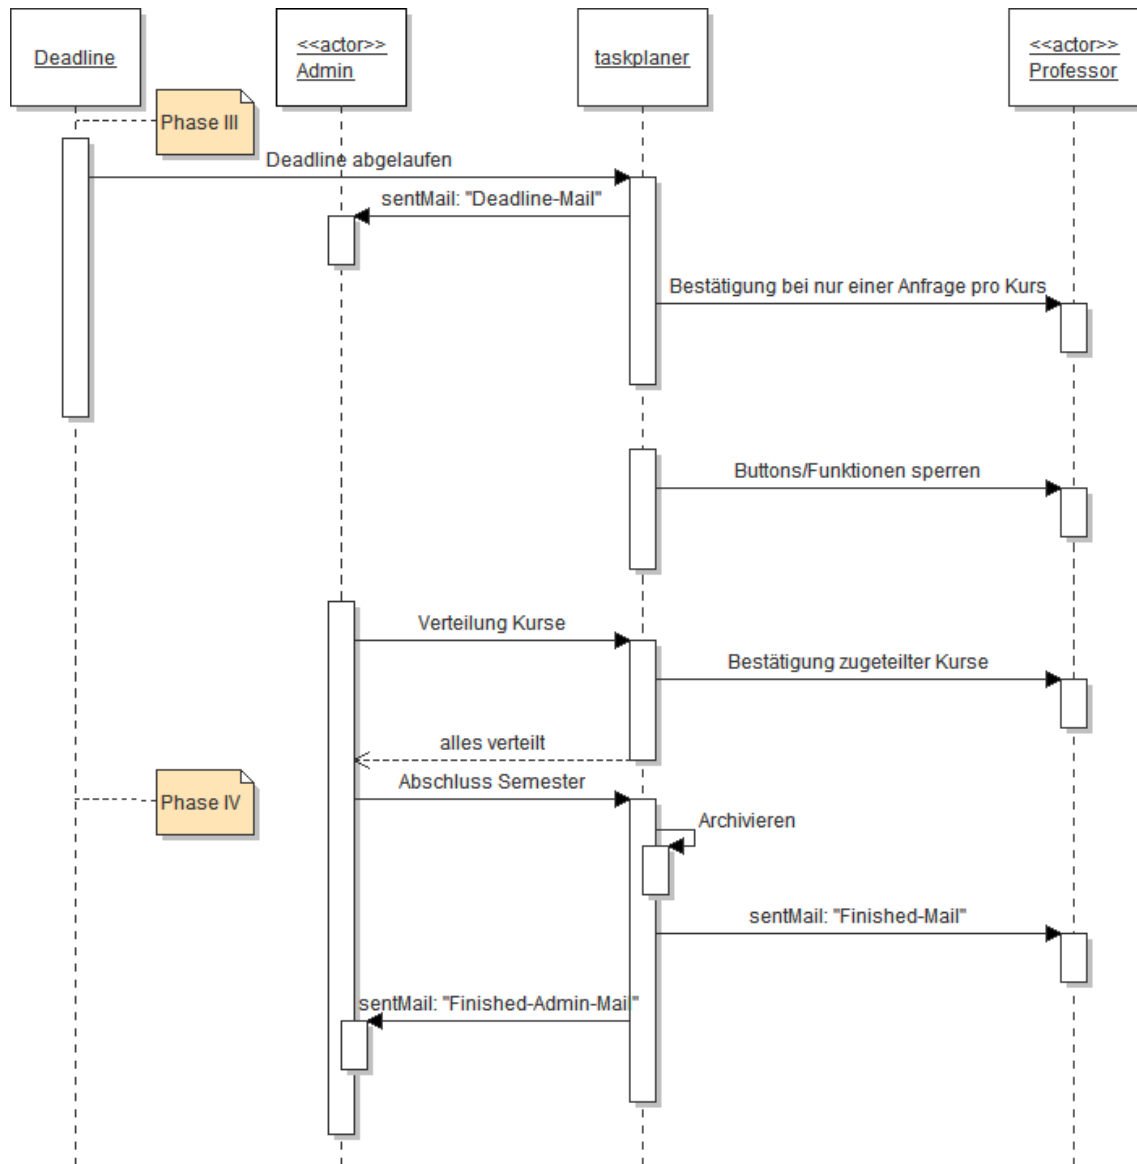 Deadline
<<actor>>
Admin
taskplaner
<<actor>>
Professor
Phase III
Deadline abgelaufen
sentMail: "Deadline-Mail"
Bestätigung bei nur einer Anfrage pro Kurs
Buttons/Funktionen sperren
Verteilung Kurse
Bestätigung zugeteilter Kurse
alles verteilt
Phase IV
Abschluss Semester
Archivieren
sentMail: "Finished-Mail"
sentMail: "Finished-Admin-Mail"